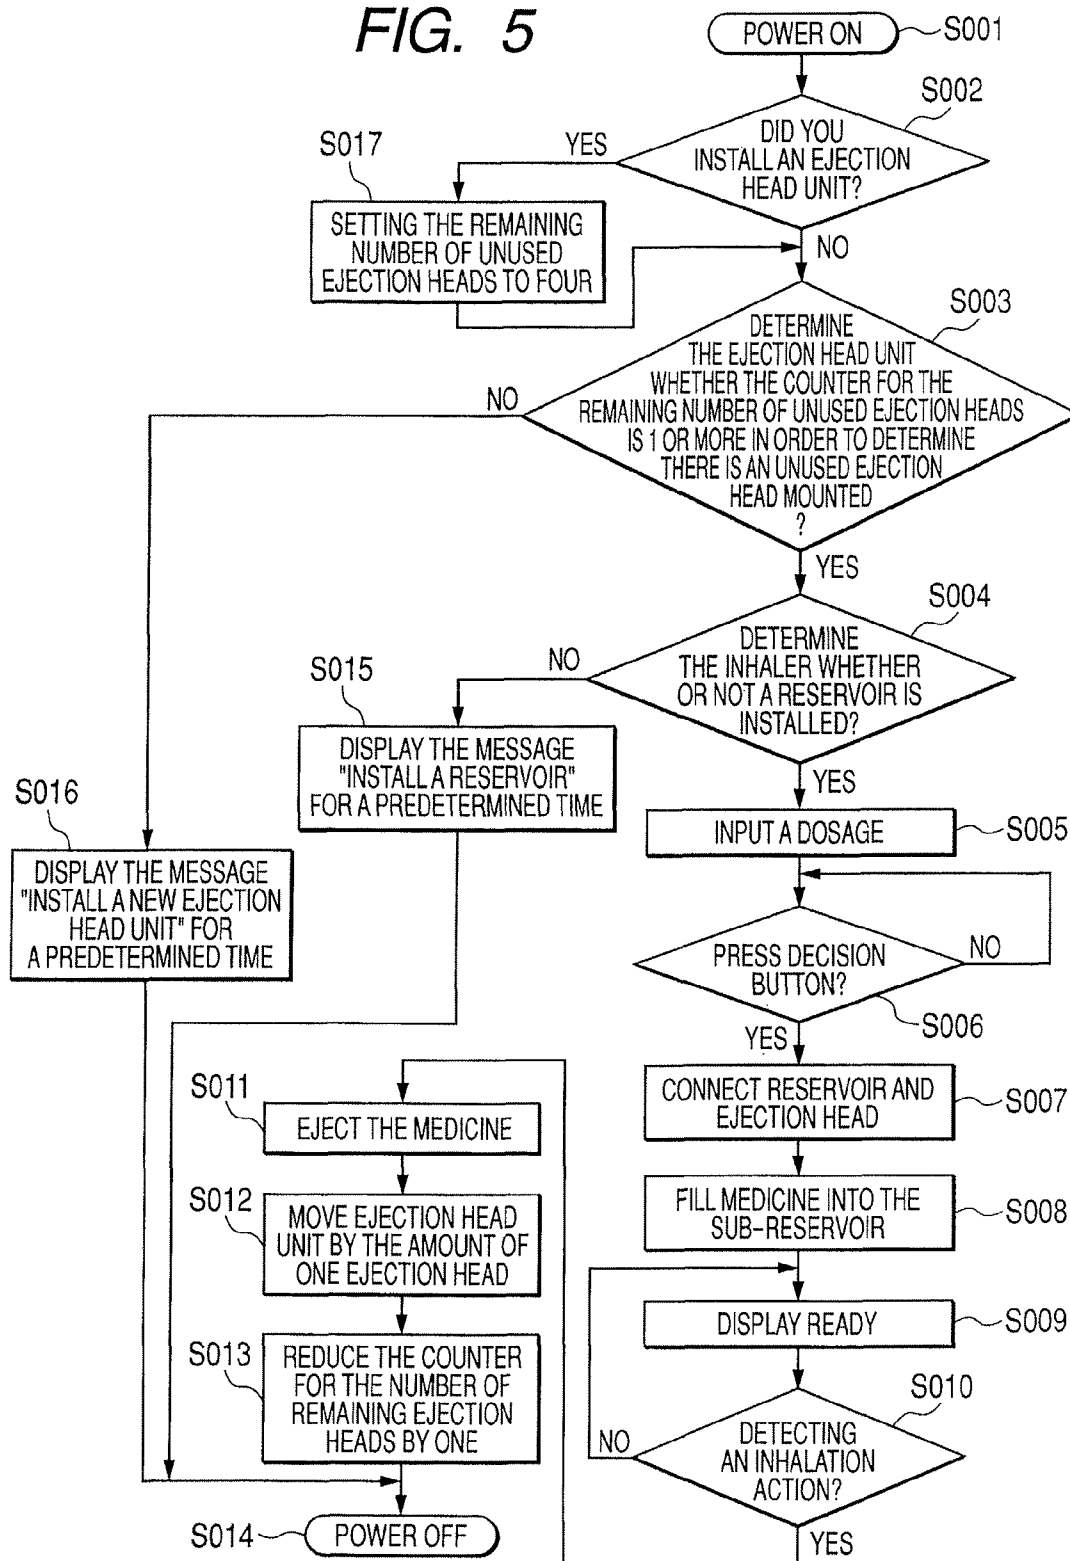 FIG. 5
POWER ON
S001
S002
DID YOU
INSTALL AN EJECTION
HEAD UNIT?
YES
NO
S017
SETTING THE REMAINING
NUMBER OF UNUSED
EJECTION HEADS TO FOUR
S003
DETERMINE
THE EJECTION HEAD UNIT
WHETHER THE COUNTER FOR THE
REMAINING NUMBER OF UNUSED EJECTION HEADS
IS 1 OR MORE IN ORDER TO DETERMINE
THERE IS AN UNUSED EJECTION
HEAD MOUNTED
?
NO
YES
S004
DETERMINE
THE INHALER WHETHER
OR NOT A RESERVOIR IS
INSTALLED?
NO
YES
S015
DISPLAY THE MESSAGE
"INSTALL A RESERVOIR"
FOR A PREDETERMINED TIME
S016
DISPLAY THE MESSAGE
"INSTALL A NEW EJECTION
HEAD UNIT" FOR
A PREDETERMINED TIME
INPUT A DOSAGE
S005
PRESS DECISION
BUTTON?
NO
S006
YES
CONNECT RESERVOIR AND
EJECTION HEAD
S007
FILL MEDICINE INTO THE
SUB-RESERVOIR
S008
DISPLAY READY
S009
S010
DETECTING
AN INHALATION
ACTION?
NO
YES
S011
EJECT THE MEDICINE
S012
MOVE EJECTION HEAD
UNIT BY THE AMOUNT OF
ONE EJECTION HEAD
S013
REDUCE THE COUNTER
FOR THE NUMBER OF
REMAINING EJECTION
HEADS BY ONE
S014
POWER OFF